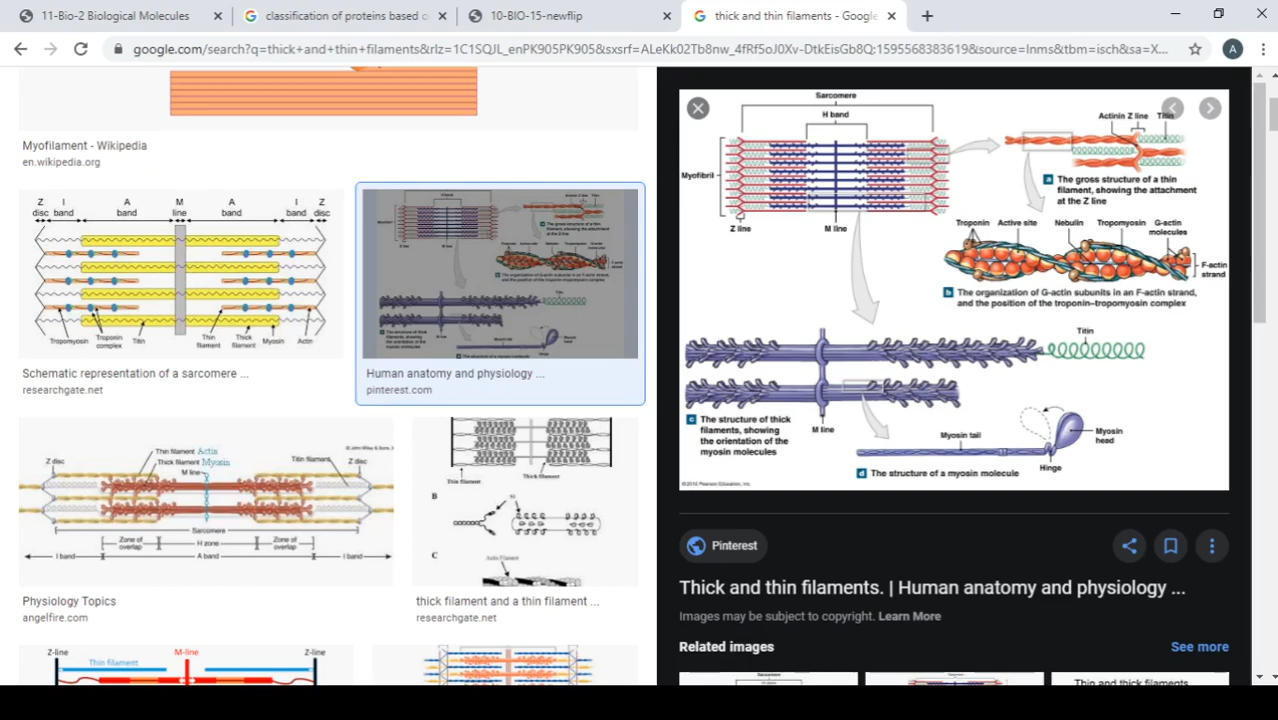 11-Bio-2 Biological Molecules
classification of proteins based o
10-BIO-15-newflip
thick and thin filaments - Google
google.com/search?q=thick+and+thin+filaments&rlz=1C1SQJL_enPK905PK905&sxsrf=ALeKk02Tb8nw_4fRf5oJ0Xv-DtkEisGb8Q:1595568383619&source=lnms&tbm=isch&sa=X...
A
Myofilament - Wikipedia
en.wikipedia.org
Z disc
I band
A band
M line
A band
I band
Z disc
Tropomyosin
Troponin complex
Titin
Thin filament
Thick filament
Myosin
Actin
Schematic representation of a sarcomere ...
researchgate.net
Human anatomy and physiology ...
pinterest.com
Thin filament Actin
Thick filament Myosin
M line
Z disc
Titin filament
Z disc
Sarcomere
Zone of overlap
H zone
Zone of overlap
I band
A band
I band
Physiology Topics
angelfire.com
Thin filament
Thick filament
B
C
Actin Filament
thick filament and a thin filament ...
researchgate.net
Z-line
M-line
Z-line
Thin filament
Sarcomere
H band
Myofibril
Z line
M line
Actinin Z line Titin
a The gross structure of a thin
filament, showing the attachment
at the Z line
Troponin Active site Nebulin Tropomyosin G-actin
molecules
F-actin
strand
b The organization of G-actin subunits in an F-actin strand,
and the position of the troponin–tropomyosin complex
Titin
c The structure of thick
filaments, showing
the orientation of the
myosin molecules
M line
Myosin tail
Myosin
head
Hinge
d The structure of a myosin molecule
Pinterest
Thick and thin filaments. | Human anatomy and physiology ...
Images may be subject to copyright. Learn More
Related images
See more
Thin and thick filaments